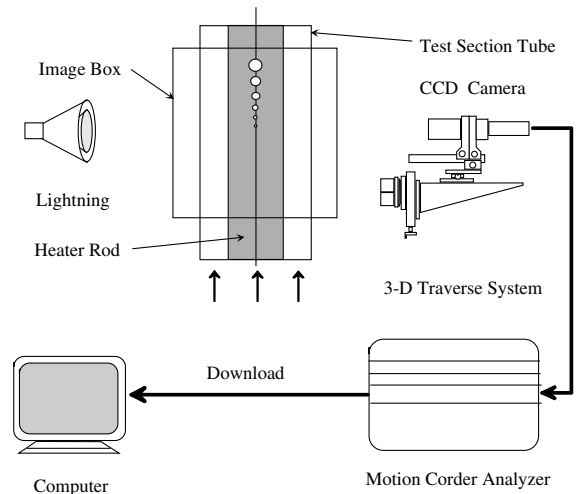 Test Section Tube
Image Box
CCD Camera
Lightning
Heater Rod
3-D Traverse System
Download
Computer
Motion Corder Analyzer